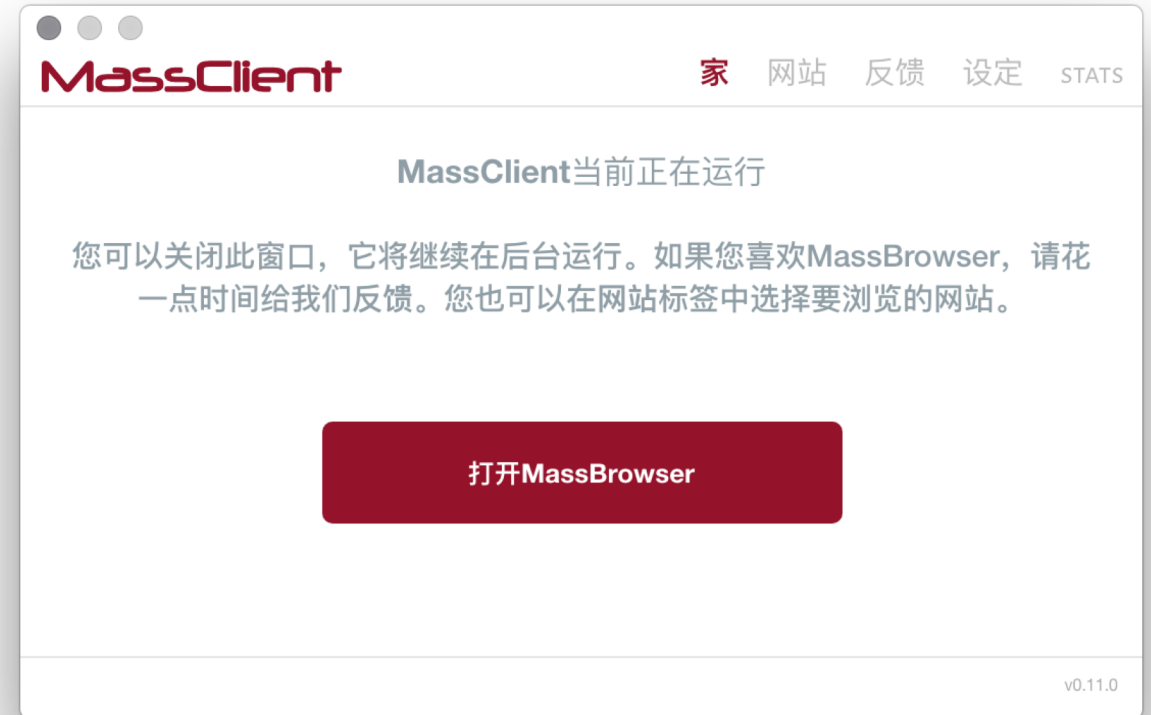 MassClient
家 网站 反馈 设定 STATS
MassClient当前正在运行
您可以关闭此窗口，它将继续在后台运行。如果您喜欢MassBrowser，请花
一点时间给我们反馈。您也可以在网站标签中选择要浏览的网站。
打开MassBrowser
v0.11.0